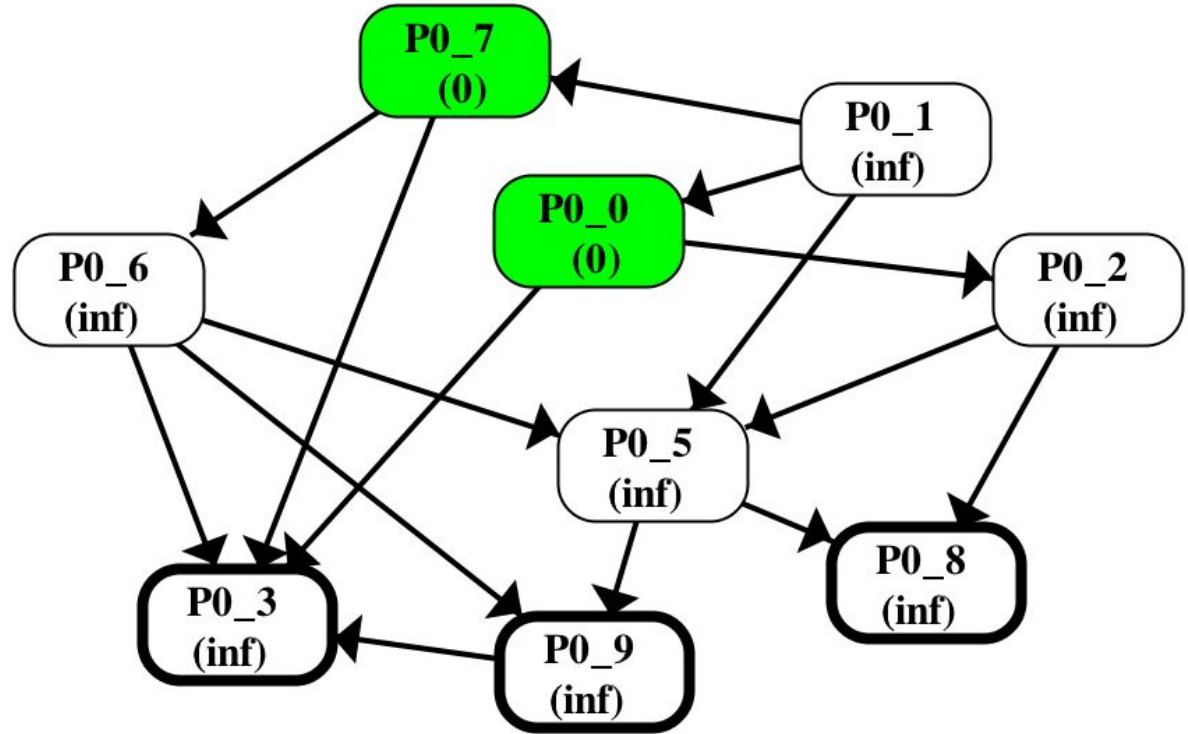 P0_7
(0)
P0_1
(inf)
P0_0
(0)
P0_6
(inf)
P0_2
(inf)
P0_5
(inf)
P0_8
(inf)
P0_3
(inf)
P0_9
(inf)